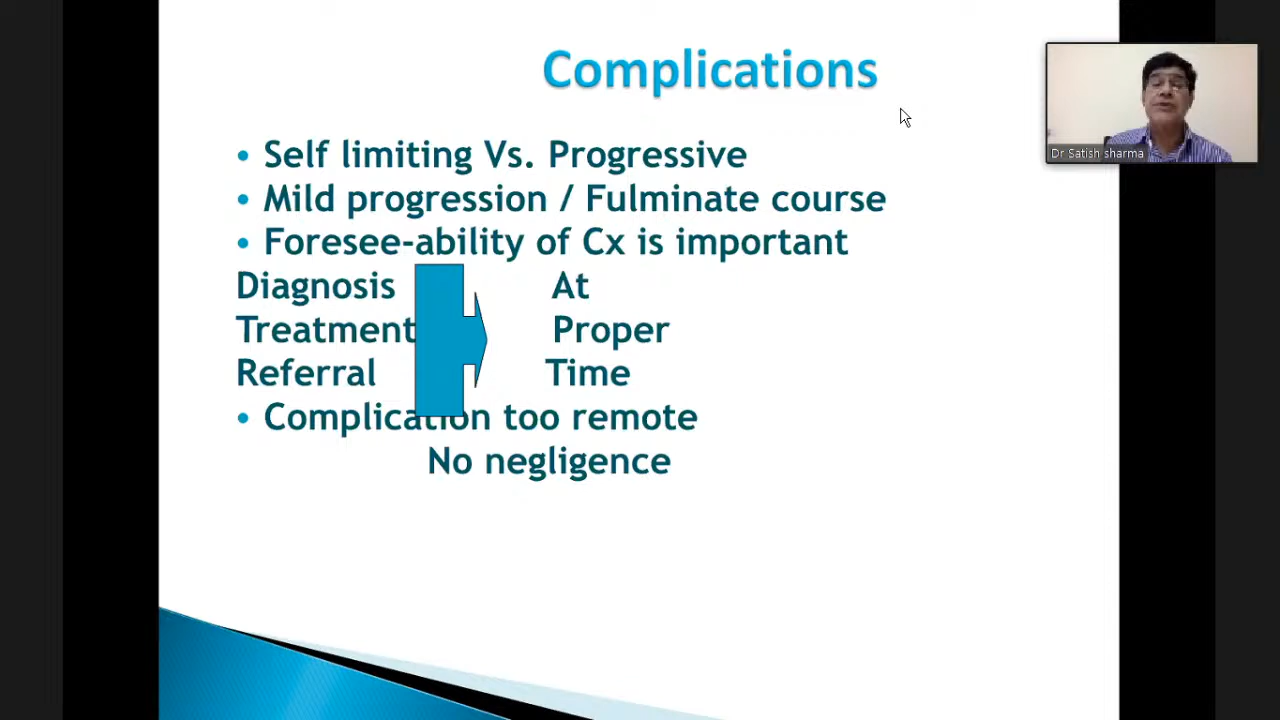 Complications
Dr Satish sharma
• Self limiting Vs. Progressive
• Mild progression / Fulminate course
• Foresee-ability of Cx is important
Diagnosis At
Treatment Proper
Referral Time
• Complication too remote
No negligence